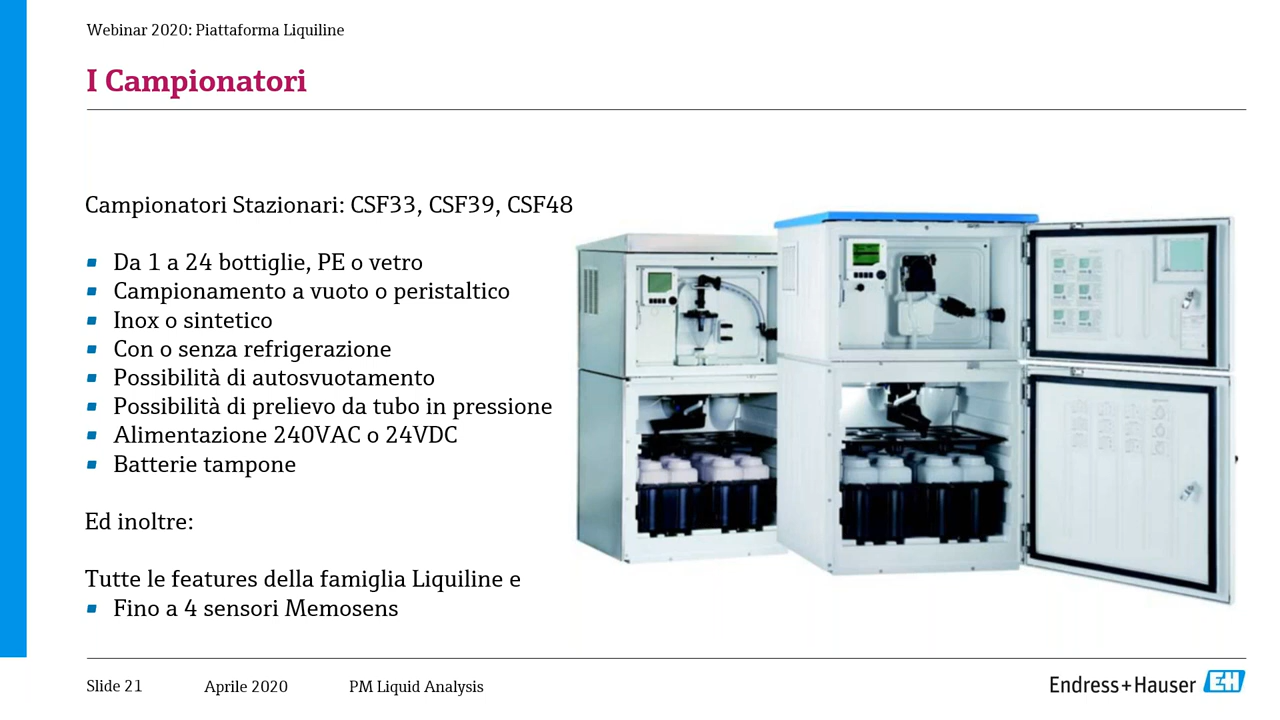 Webinar 2020: Piattaforma Liquiline
I Campionatori
Campionatori Stazionari: CSF33, CSF39, CSF48
Da 1 a 24 bottiglie, PE o vetro
Campionamento a vuoto o peristaltico
Inox o sintetico
Con o senza refrigerazione
Possibilità di autosvuotamento
Possibilità di prelievo da tubo in pressione
Alimentazione 240VAC o 24VDC
Batterie tampone
Ed inoltre:
Tutte le features della famiglia Liquiline e
Fino a 4 sensori Memosens
Slide 21 Aprile 2020 PM Liquid Analysis
Endress+Hauser EH